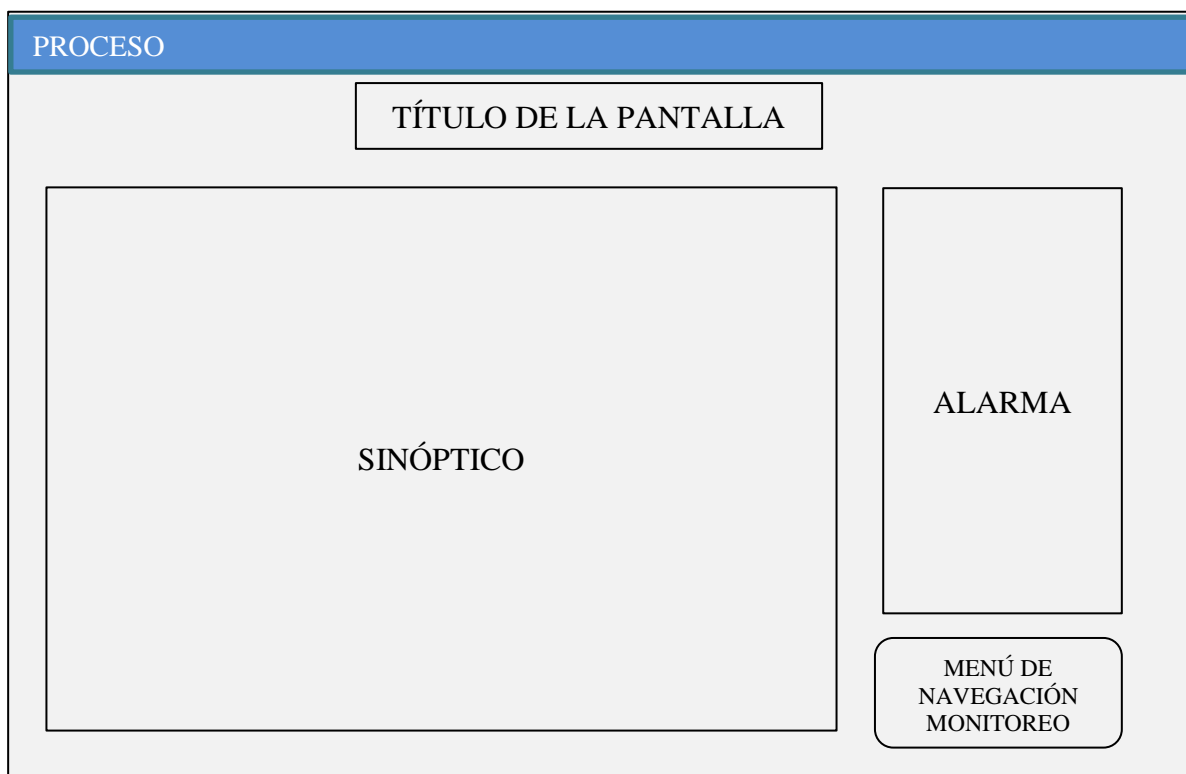 PROCESO
TÍTULO DE LA PANTALLA
SINÓPTICO
ALARMA
MENÚ DE
NAVEGACIÓN
MONITOREO